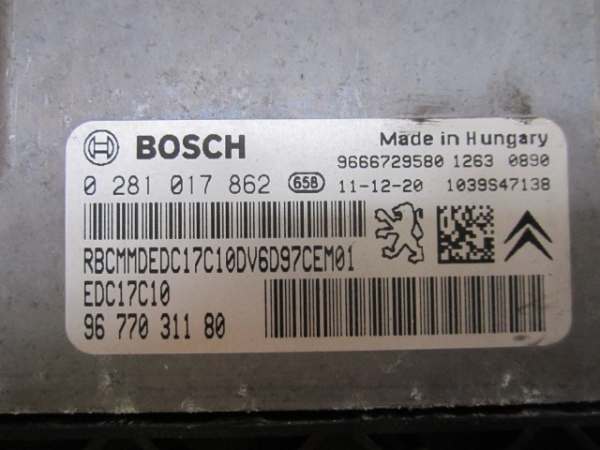 BOSCH
Made in Hungary
9666729580 1263 0890
0 281 017 862 658 11-12-20 1039S47138
RBCMMDEDC17C10DV6D97CEM01
EDC17C10
96 770 311 80